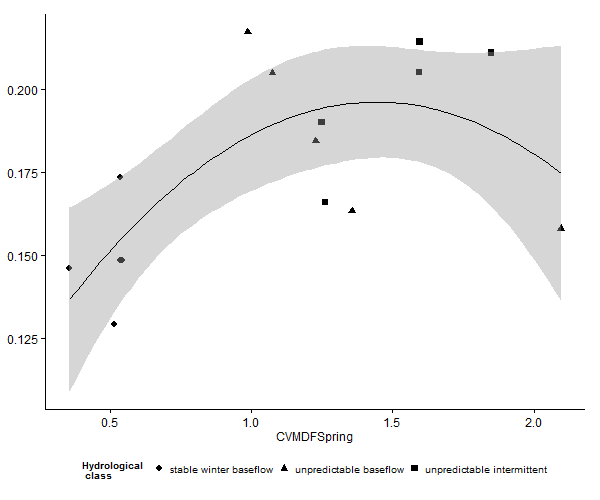 0.200
0.175
0.150
0.125
0.5 1.0 1.5 2.0
CVMDFSpring
Hydrological
class
stable winter baseflow unpredictable baseflow unpredictable intermittent